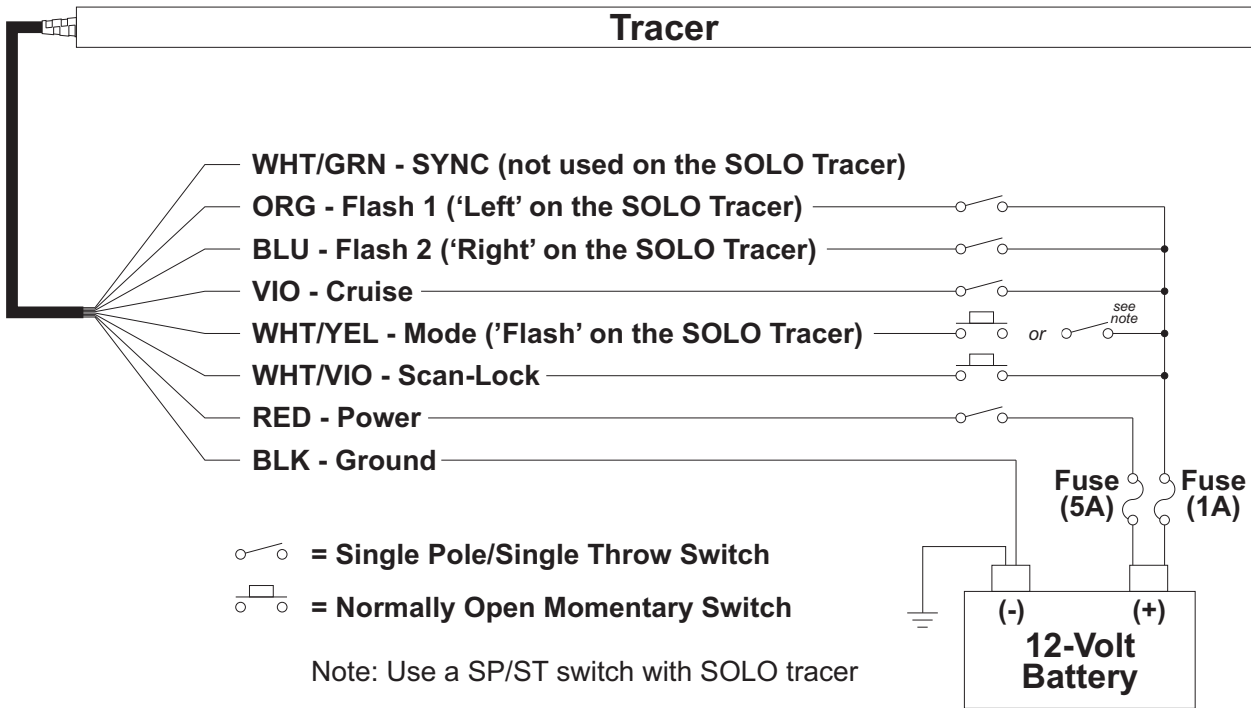 Tracer
WHT/GRN - SYNC (not used on the SOLO Tracer)
ORG - Flash 1 (‘Left’ on the SOLO Tracer)
BLU - Flash 2 (‘Right’ on the SOLO Tracer)
VIO - Cruise
WHT/YEL - Mode (’Flash’ on the SOLO Tracer)
or
see
note
WHT/VIO - Scan-Lock
RED - Power
BLK - Ground
Fuse
(5A)
Fuse
(1A)
= Single Pole/Single Throw Switch
= Normally Open Momentary Switch
Note: Use a SP/ST switch with SOLO tracer
(-)
(+)
12-Volt
Battery